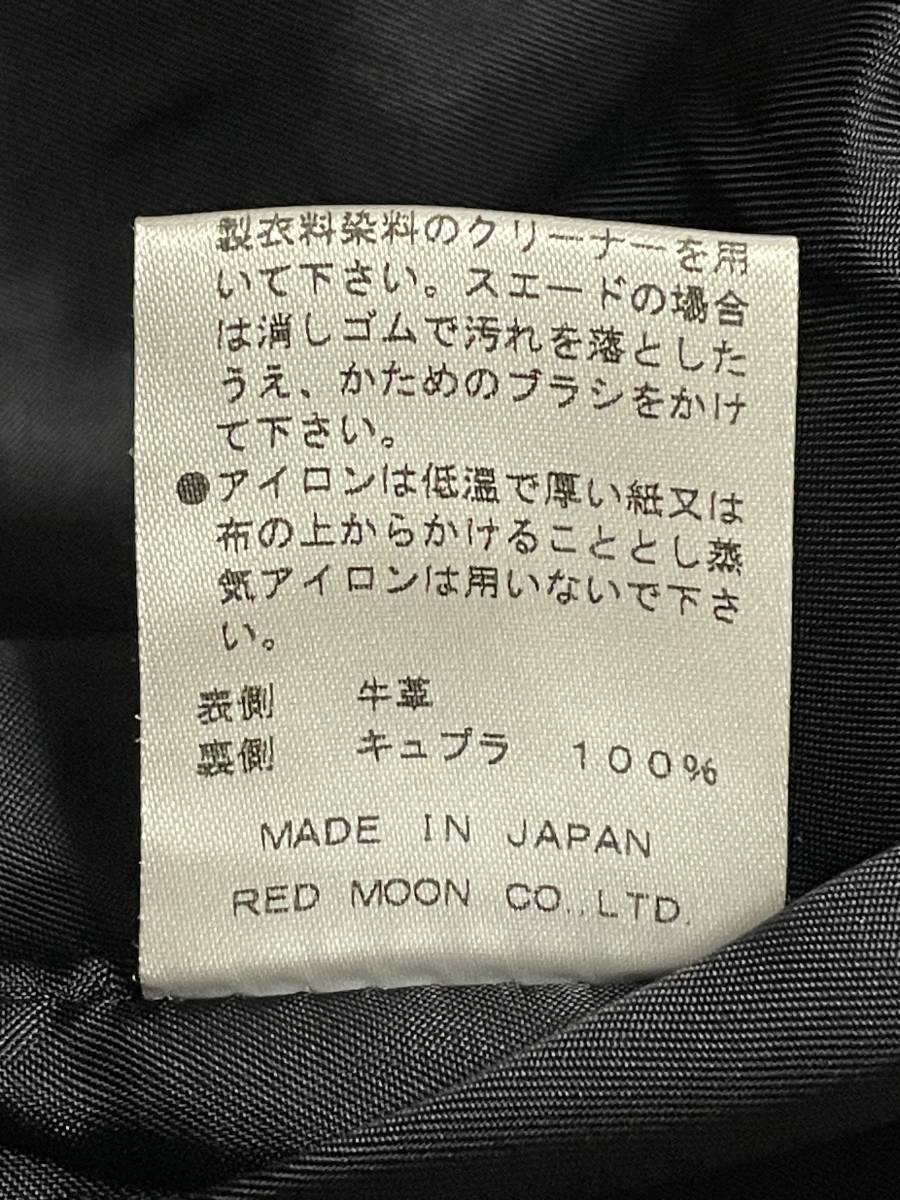 製衣料染料のクリーナーを用
いて下さい。スエードの場合
は消しゴムで汚れを落とした
うえ、かためのブラシをかけ
て下さい。
●アイロンは低温で厚い紙又は
布の上からかけることとし蒸
気アイロンは用いないで下さ
い。
表側 牛革
裏側 キュプラ 100%
MADE IN JAPAN
RED MOON CO.,LTD.